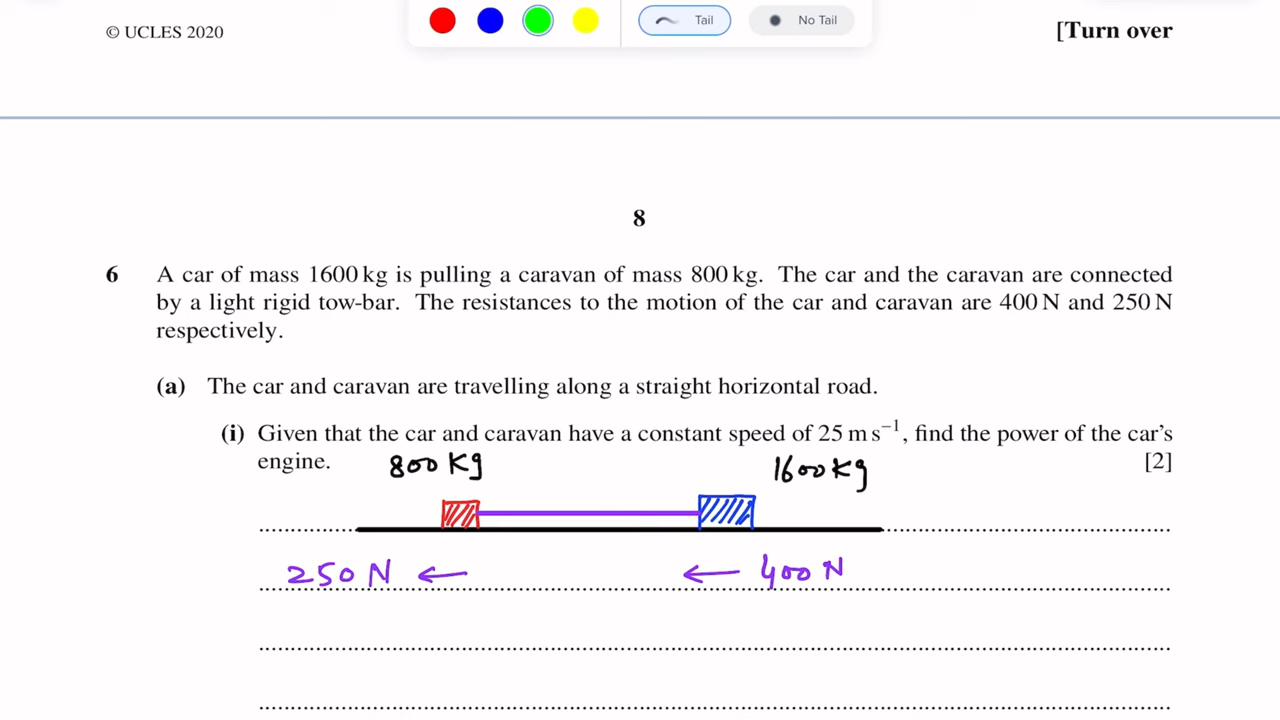 © UCLES 2020
Tail
No Tail
[Turn over
8
6 A car of mass 1600 kg is pulling a caravan of mass 800 kg. The car and the caravan are connected
by a light rigid tow-bar. The resistances to the motion of the car and caravan are 400 N and 250 N
respectively.
(a) The car and caravan are travelling along a straight horizontal road.
(i) Given that the car and caravan have a constant speed of 25 m s⁻¹, find the power of the car's
engine. [2]
800 Kg
1600 Kg
250 N ←
← 400 N